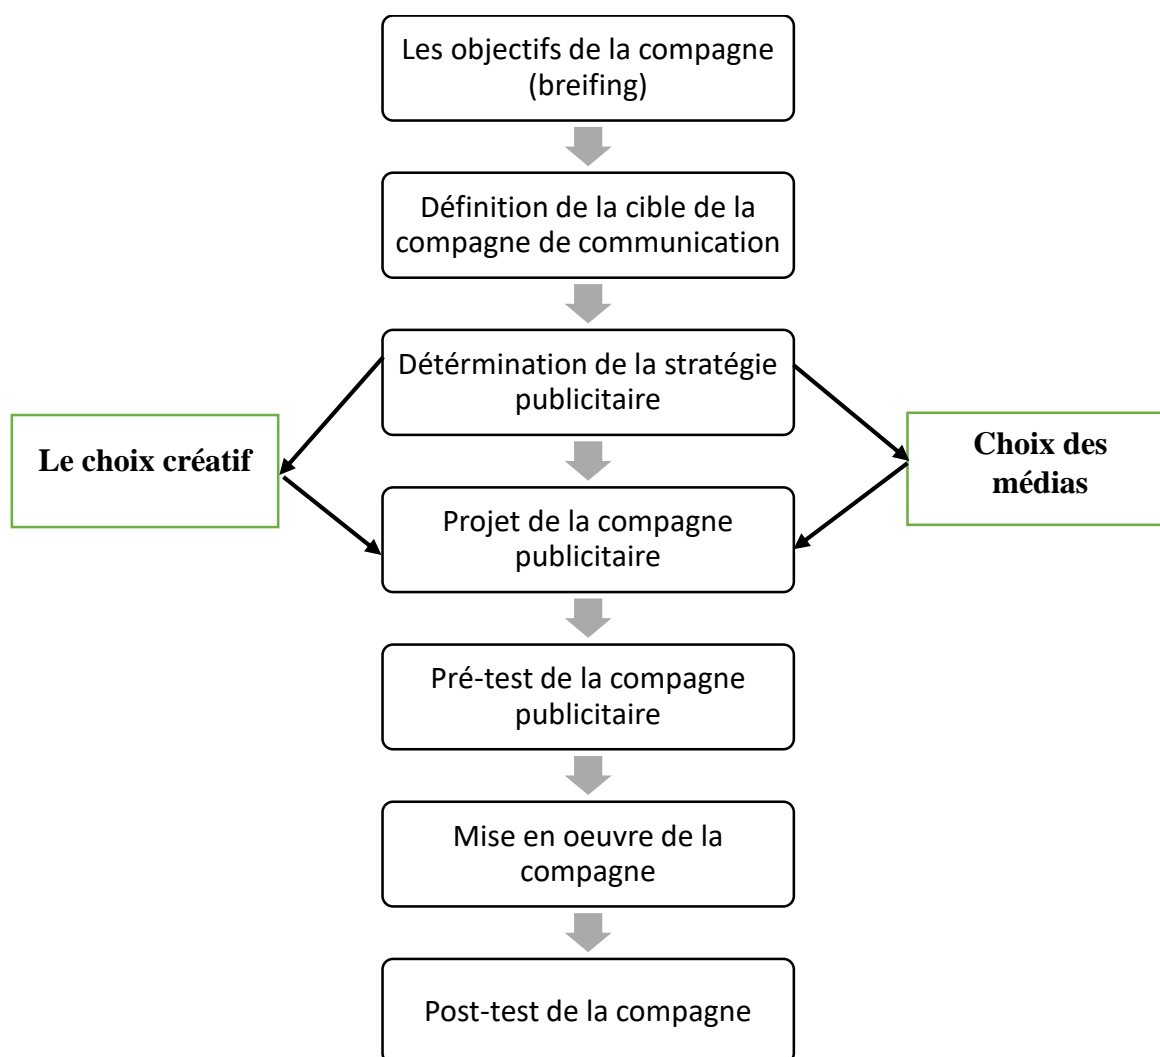 Les objectifs de la compagne
(breifing)
Définition de la cible de la
compagne de communication
Détérmination de la stratégie
publicitaire
Le choix créatif
Choix des
médias
Projet de la compagne
publicitaire
Pré-test de la compagne
publicitaire
Mise en oeuvre de la
compagne
Post-test de la compagne